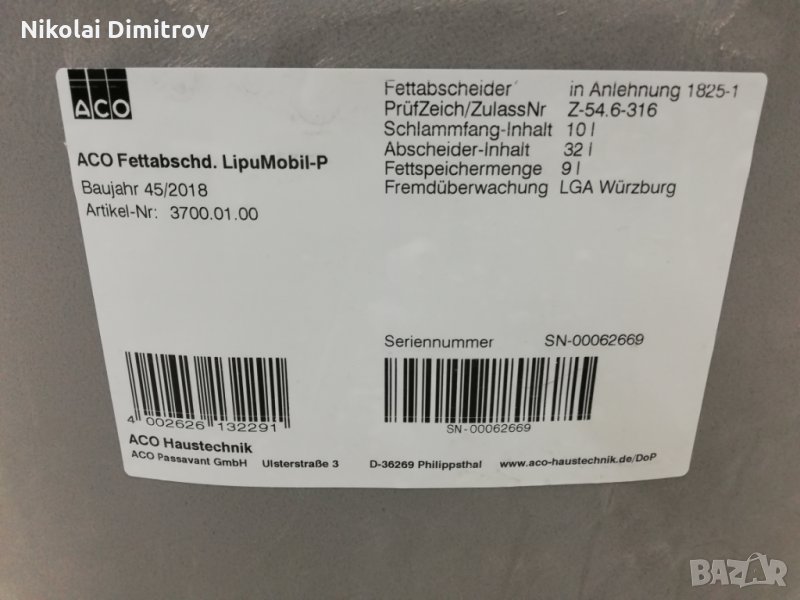 Nikolai Dimitrov
ACO
ACO Fettabschd. LipuMobil-P
Baujahr 45/2018
Artikel-Nr: 3700.01.00
Fettabscheider in Anlehnung 1825-1
PrüfZeich/ZulassNr Z-54.6-316
Schlammfang-Inhalt 10 l
Abscheider-Inhalt 32 l
Fettspeichermenge 9 l
Fremdüberwachung LGA Würzburg
Seriennummer SN-00062669
4 002626 132291
SN-00062669
ACO Haustechnik
ACO Passavant GmbH Ulsterstraße 3 D-36269 Philippsthal www.aco-haustechnik.de/DoP
BAZAR